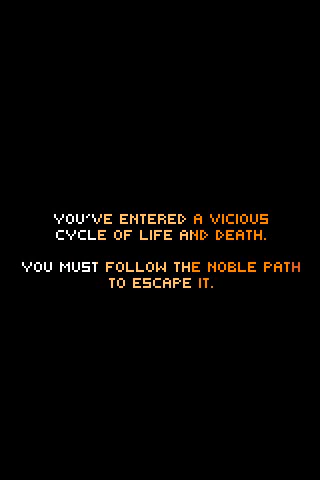 YOU'VE ENTERED A VICIOUS
CYCLE OF LIFE AND DEATH.
YOU MUST FOLLOW THE NOBLE PATH
TO ESCAPE IT.